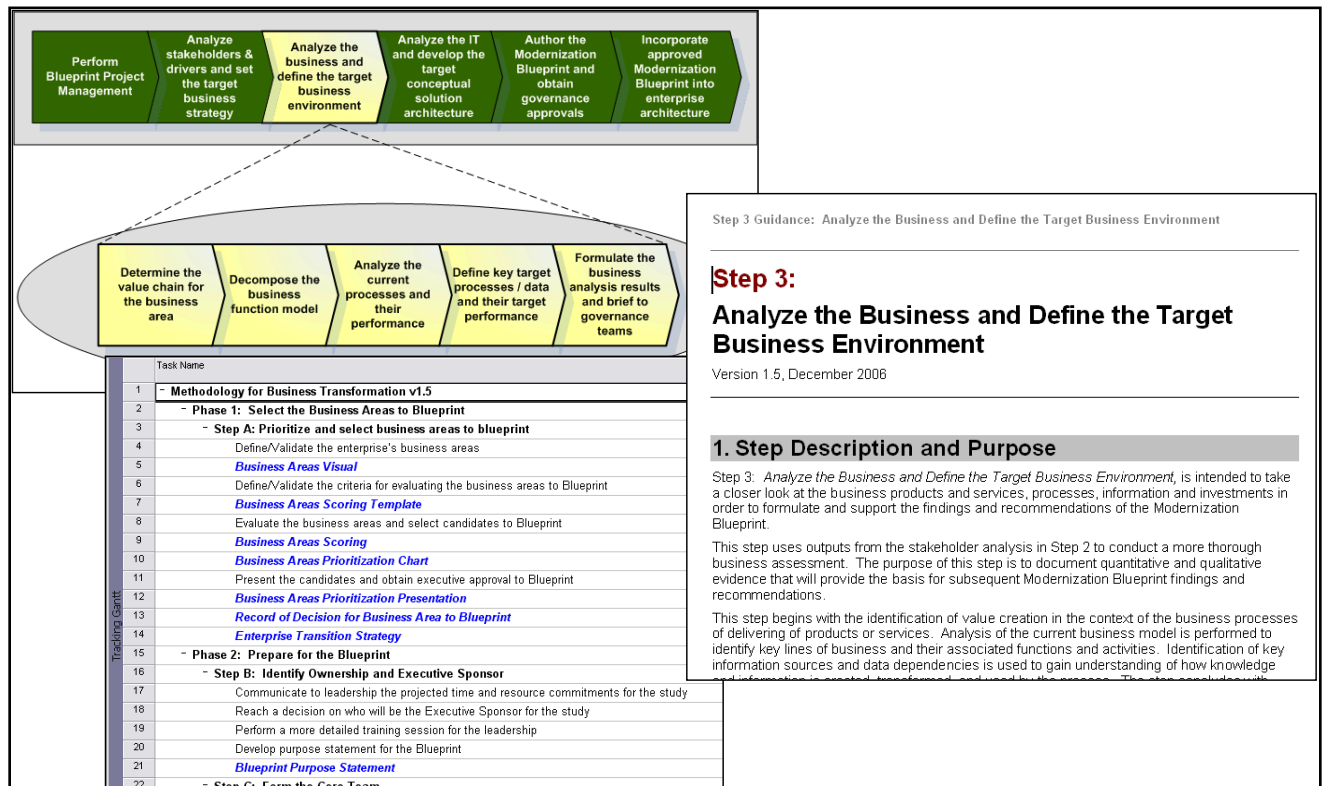 Perform
Blueprint Project
Management
Analyze
stakeholders &
drivers and set
the target
business
strategy
Analyze the
business and
define the target
business
environment
Analyze the IT
and develop the
target
conceptual
solution
architecture
Author the
Modernization
Blueprint and
obtain
governance
approvals
Incorporate
approved
Modernization
Blueprint into
enterprise
architecture
Determine the
value chain for
the business
area
Decompose the
business
function model
Analyze the
current
processes and
their
performance
Define key target
processes / data
and their target
performance
Formulate the
business
analysis results
and brief to
governance
teams
Task Name
1 - Methodology for Business Transformation v1.5
2 - Phase 1: Select the Business Areas to Blueprint
3 - Step A: Prioritize and select business areas to blueprint
4 Define/Validate the enterprise's business areas
5 Business Areas Visual
6 Define/Validate the criteria for evaluating the business areas to Blueprint
7 Business Areas Scoring Template
8 Evaluate the business areas and select candidates to Blueprint
9 Business Areas Scoring
10 Business Areas Prioritization Chart
11 Present the candidates and obtain executive approval to Blueprint
12 Business Areas Prioritization Presentation
13 Record of Decision for Business Area to Blueprint
14 Enterprise Transition Strategy
15 - Phase 2: Prepare for the Blueprint
16 - Step B: Identify Ownership and Executive Sponsor
17 Communicate to leadership the projected time and resource commitments for the study
18 Reach a decision on who will be the Executive Sponsor for the study
19 Perform a more detailed training session for the leadership
20 Develop purpose statement for the Blueprint
21 Blueprint Purpose Statement
22 - Step C: Form the Core Team
Tracking Gantt
Step 3 Guidance: Analyze the Business and Define the Target Business Environment
Step 3:
Analyze the Business and Define the Target
Business Environment
Version 1.5, December 2006
1. Step Description and Purpose
Step 3: Analyze the Business and Define the Target Business Environment, is intended to take
a closer look at the business products and services, processes, information and investments in
order to formulate and support the findings and recommendations of the Modernization
Blueprint.
This step uses outputs from the stakeholder analysis in Step 2 to conduct a more thorough
business assessment. The purpose of this step is to document quantitative and qualitative
evidence that will provide the basis for subsequent Modernization Blueprint findings and
recommendations.
This step begins with the identification of value creation in the context of the business processes
of delivering of products or services. Analysis of the current business model is performed to
identify key lines of business and their associated functions and activities. Identification of key
information sources and data dependencies is used to gain understanding of how knowledge
and information is created, transformed, and used by the process. The step concludes with